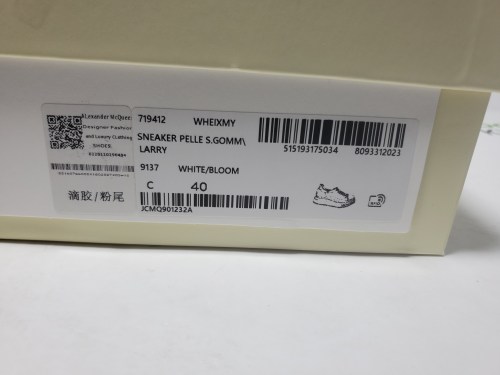 Alexander McQueen
Designer Fashion
and Luxury Clothing
SHOES.
滴胶/粉尾
719412 WHEIXMY
SNEAKER PELLE S.GOMM\
LARRY
9137 WHITE/BLOOM
C 40
JCMQ901232A
515193175034 8093312023